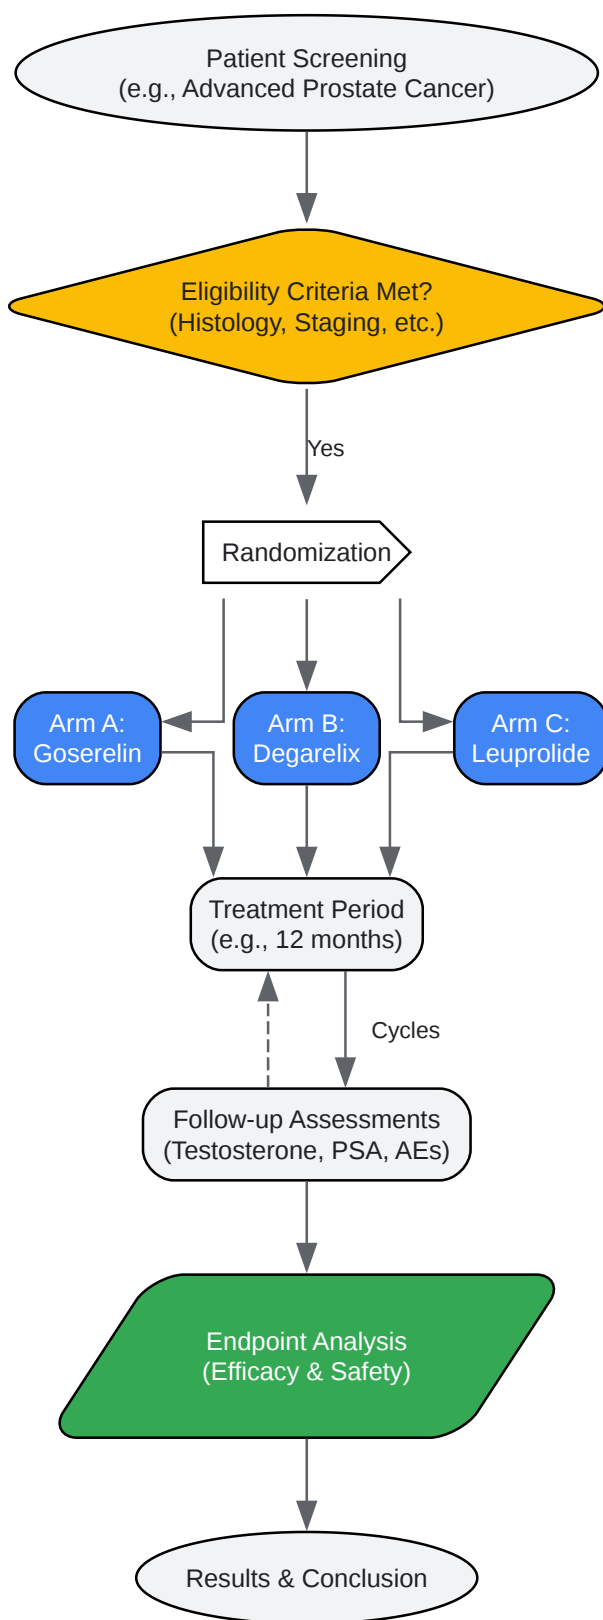 Patient Screening
(e.g., Advanced Prostate Cancer)
Eligibility Criteria Met?
(Histology, Staging, etc.)
Yes
Randomization
Arm A:
Goserelin
Arm B:
Degarelix
Arm C:
Leuprolide
Treatment Period
(e.g., 12 months)
Cycles
Follow-up Assessments
(Testosterone, PSA, AEs)
Endpoint Analysis
(Efficacy & Safety)
Results & Conclusion